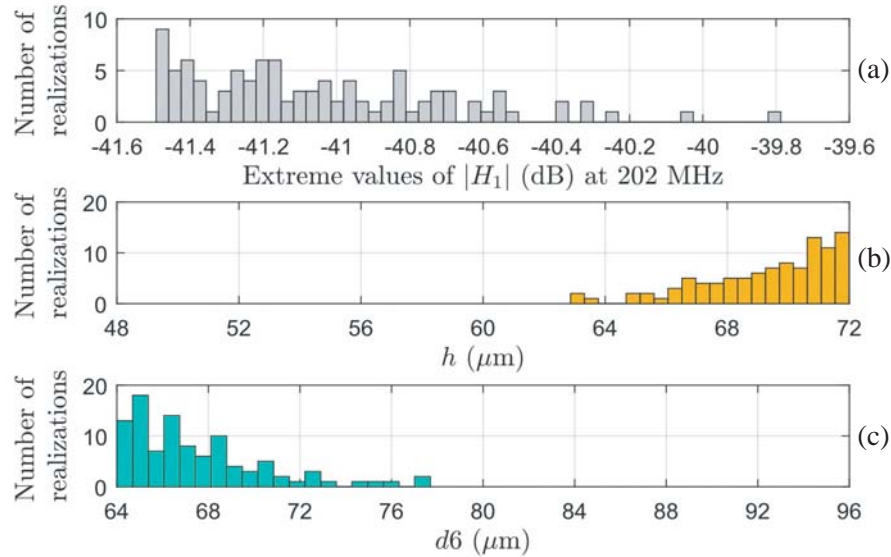 Number of
realizations
10
5
0
-41.6 -41.4 -41.2 -41 -40.8 -40.6 -40.4 -40.2 -40 -39.8 -39.6
Extreme values of |H₁| (dB) at 202 MHz
(a)
Number of
realizations
20
10
0
48 52 56 60 64 68 72
h (μm)
(b)
Number of
realizations
20
10
0
64 68 72 76 80 84 88 92 96
d6 (μm)
(c)